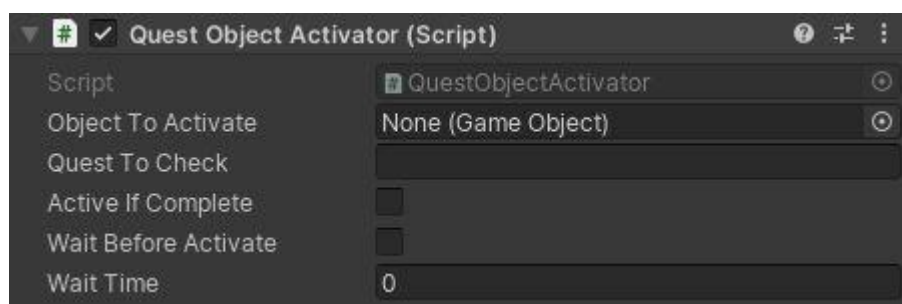 # Quest Object Activator (Script)
Script # QuestObjectActivator
Object To Activate None (Game Object)
Quest To Check
Active If Complete
Wait Before Activate
Wait Time 0